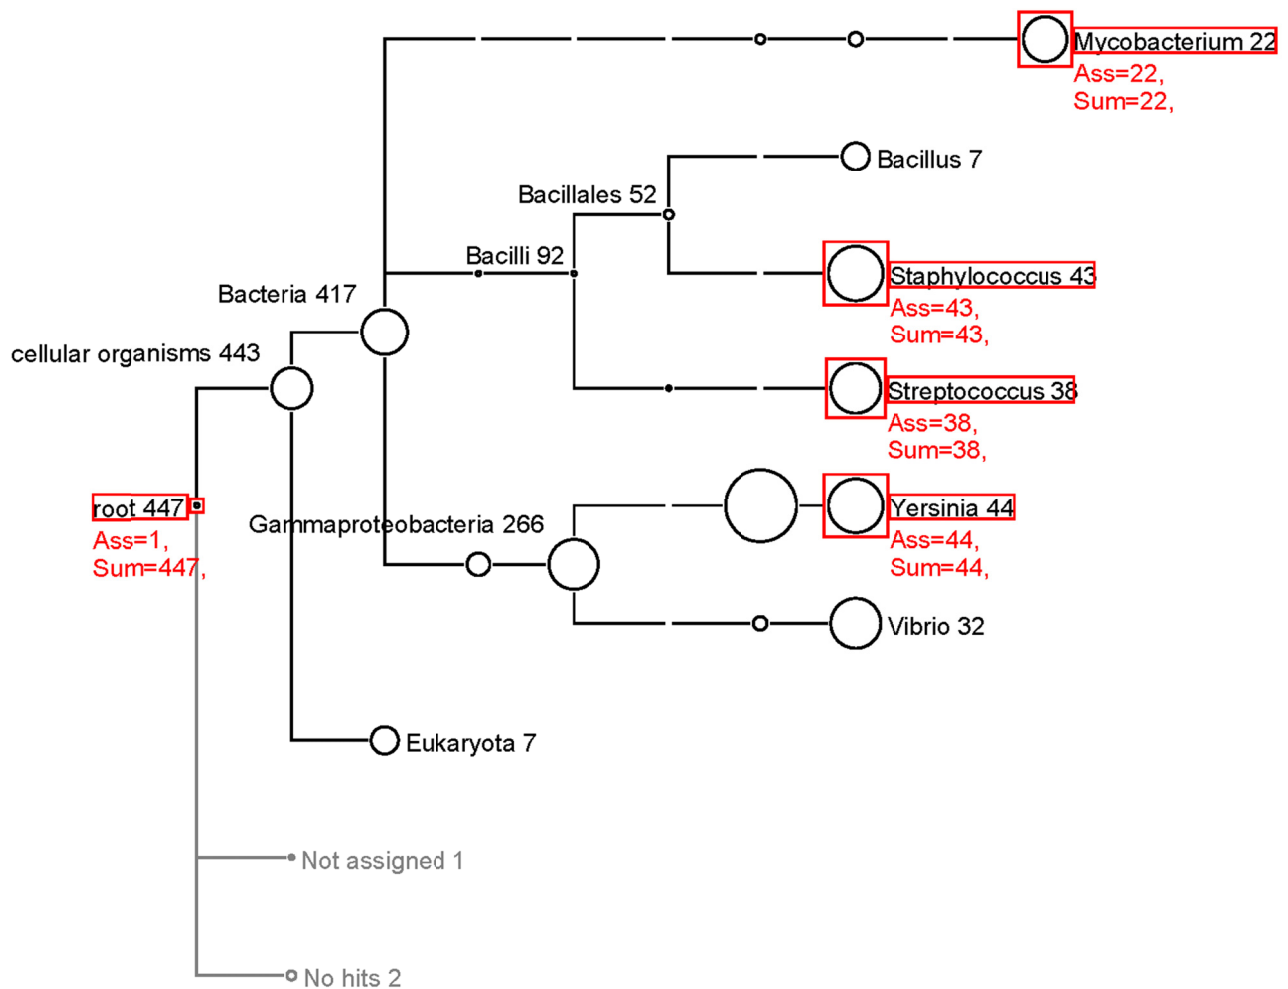 Mycobacterium 22
Ass=22,
Sum=22,
Bacillus 7
Bacillales 52
Bacilli 92
Staphylococcus 43
Ass=43,
Sum=43,
Bacteria 417
cellular organisms 443
Streptococcus 38
Ass=38,
Sum=38,
root 447
Ass=1,
Sum=447,
Gammaproteobacteria 266
Yersinia 44
Ass=44,
Sum=44,
Vibrio 32
Eukaryota 7
Not assigned 1
No hits 2